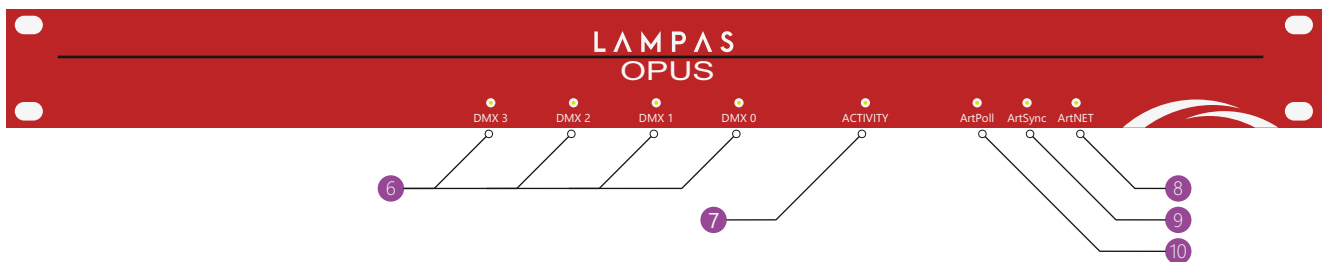 LAMPAS
OPUS
DMX 3 DMX 2 DMX 1 DMX 0 ACTIVITY ArtPoll ArtSync ArtNET
6 8
7 9
10